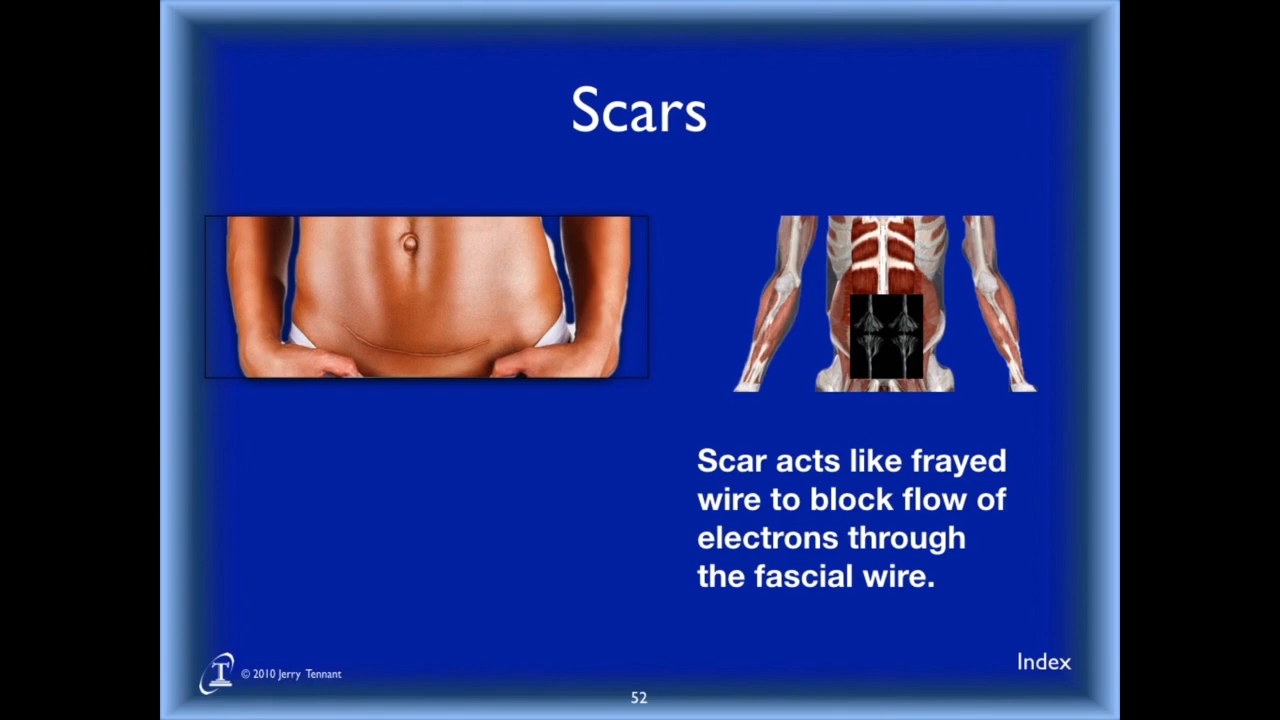 Scars
Scar acts like frayed
wire to block flow of
electrons through
the fascial wire.
T
© 2010 Jerry Tennant
Index
52